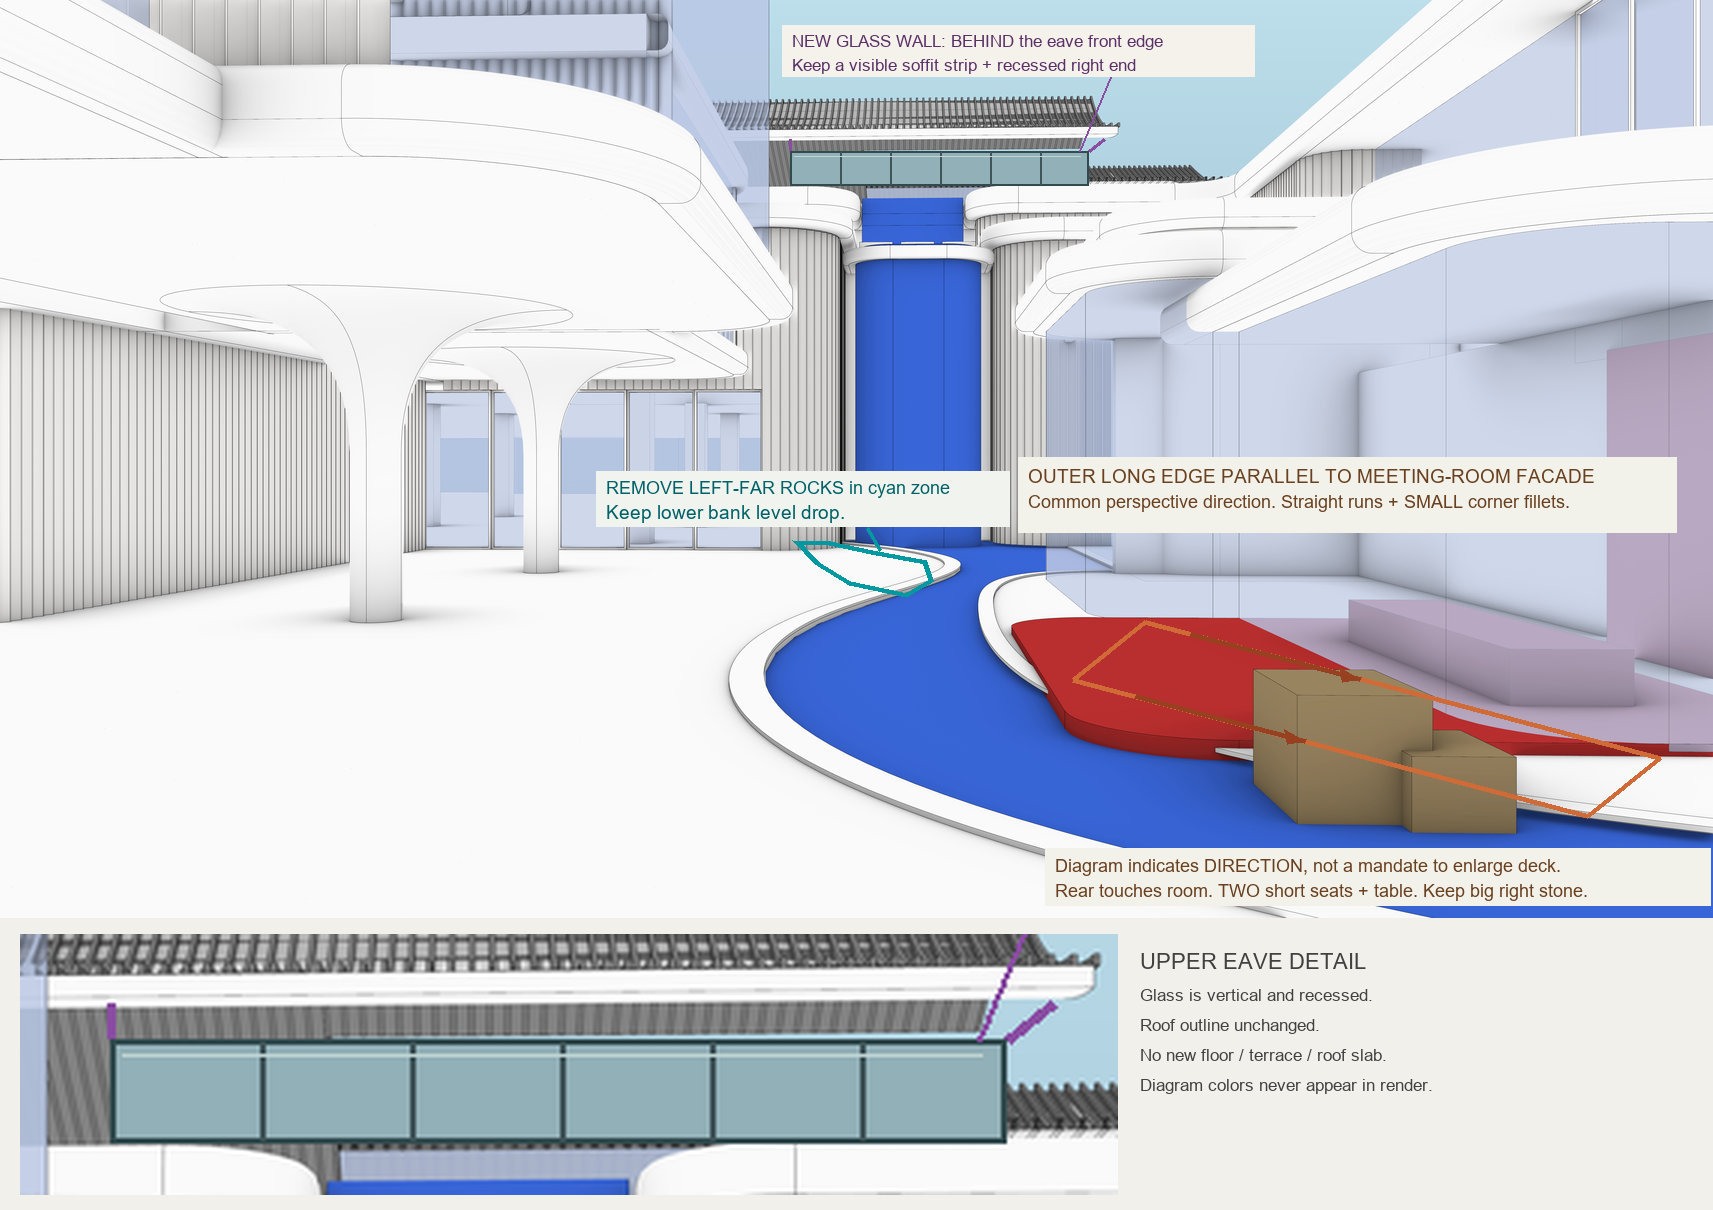 NEW GLASS WALL: BEHIND the eave front edge
Keep a visible soffit strip + recessed right end
REMOVE LEFT-FAR ROCKS in cyan zone
Keep lower bank level drop.
OUTER LONG EDGE PARALLEL TO MEETING-ROOM FACADE
Common perspective direction. Straight runs + SMALL corner fillets.
Diagram indicates DIRECTION, not a mandate to enlarge deck.
Rear touches room. TWO short seats + table. Keep big right stone.
UPPER EAVE DETAIL
Glass is vertical and recessed.
Roof outline unchanged.
No new floor / terrace / roof slab.
Diagram colors never appear in render.